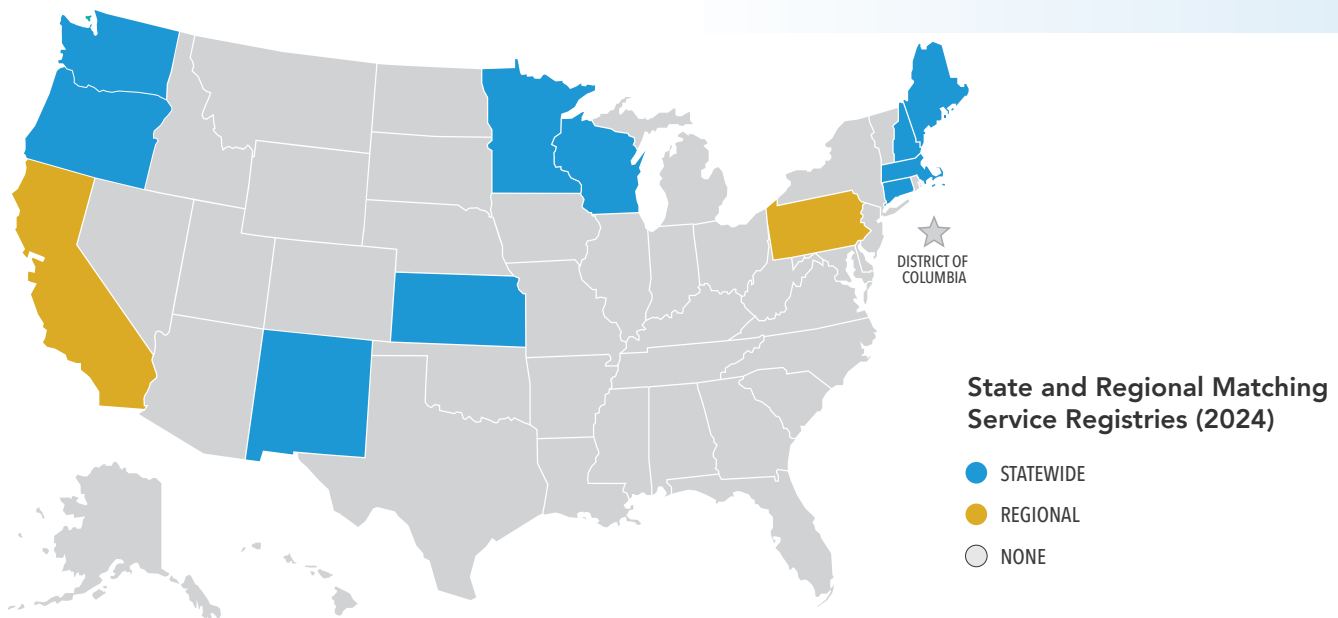 DISTRICT OF
COLUMBIA
State and Regional Matching
Service Registries (2024)
STATEWIDE
REGIONAL
NONE